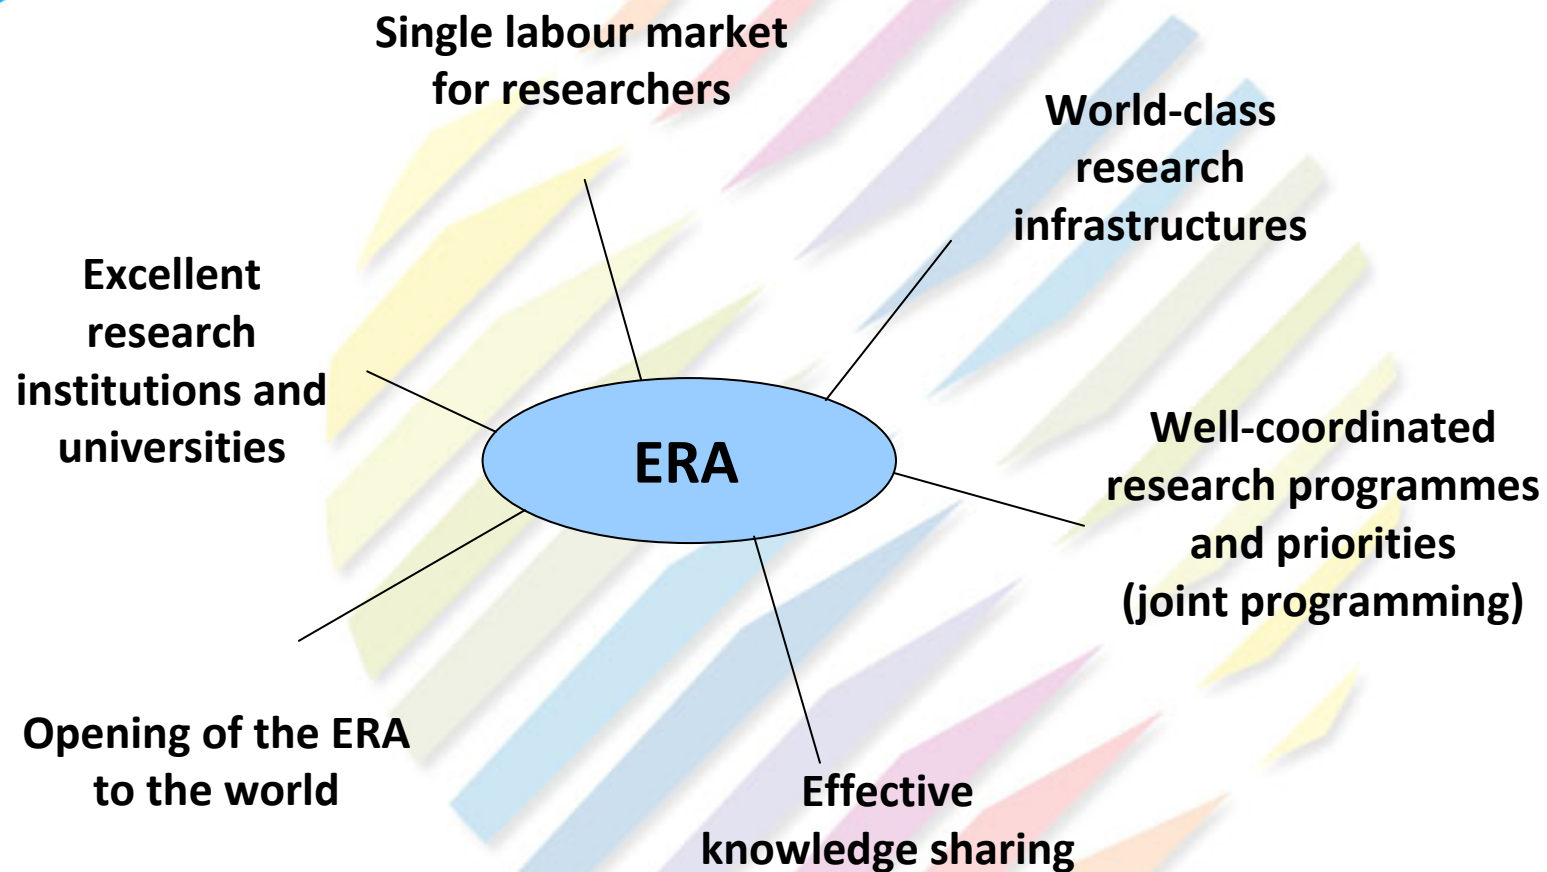 Single labour market
for researchers
World-class
research
infrastructures
Excellent
research
institutions and
universities
ERA
Well-coordinated
research programmes
and priorities
(joint programming)
Opening of the ERA
to the world
Effective
knowledge sharing